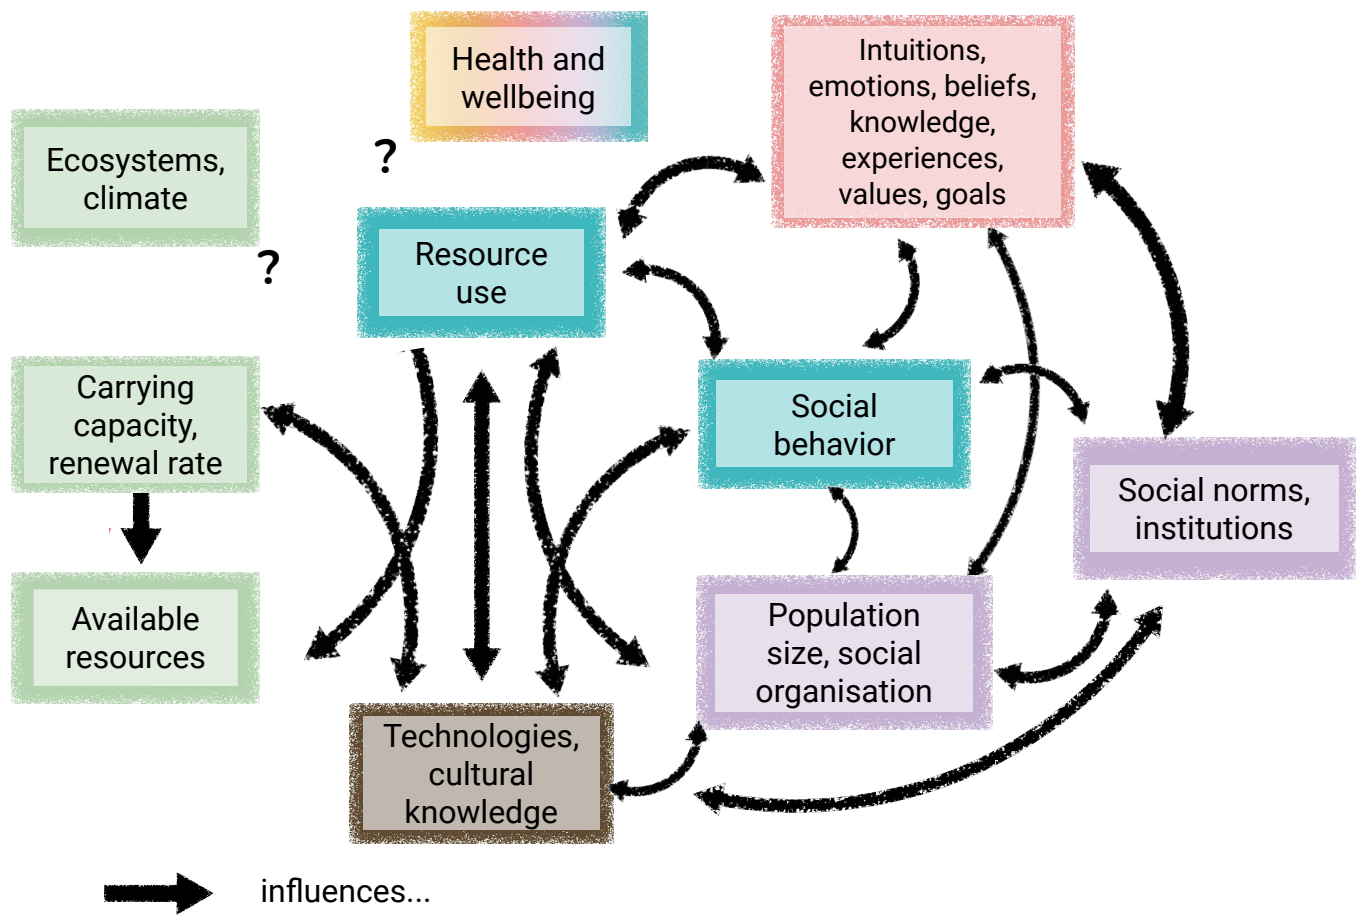 Health and
wellbeing
Intuitions,
emotions, beliefs,
knowledge,
experiences,
values, goals
?
Ecosystems,
climate
?
Resource
use
Carrying
capacity,
renewal rate
Social
behavior
Social norms,
institutions
Available
resources
Population
size, social
organisation
Technologies,
cultural
knowledge
influences...